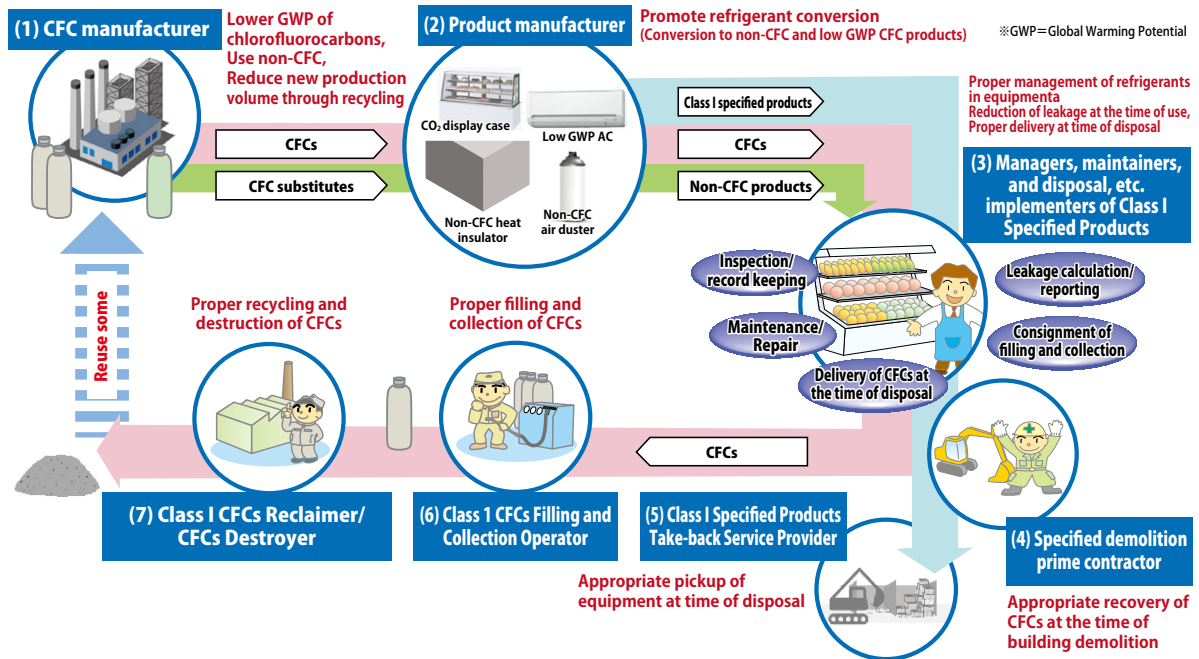 (1) CFC manufacturer
Lower GWP of
chlorofluorocarbons,
Use non-CFC,
Reduce new production
volume through recycling
(2) Product manufacturer
Promote refrigerant conversion
(Conversion to non-CFC and low GWP CFC products)
※GWP=Global Warming Potential
CO₂ display case
Low GWP AC
Non-CFC heat
insulator
Non-CFC
air duster
CFCs
CFC substitutes
Class I specified products
CFCs
Non-CFC products
Proper management of refrigerants
in equipmenta
Reduction of leakage at the time of use,
Proper delivery at time of disposal
(3) Managers, maintainers,
and disposal, etc.
implementers of Class I
Specified Products
Inspection/
record keeping
Leakage calculation/
reporting
Maintenance/
Repair
Consignment of
filling and collection
Delivery of CFCs at
the time of disposal
Reuse some
Proper recycling and
destruction of CFCs
Proper filling and
collection of CFCs
CFCs
(7) Class I CFCs Reclaimer/
CFCs Destroyer
(6) Class 1 CFCs Filling and
Collection Operator
(5) Class I Specified Products
Take-back Service Provider
(4) Specified demolition
prime contractor
Appropriate pickup of
equipment at time of disposal
Appropriate recovery of
CFCs at the time of
building demolition